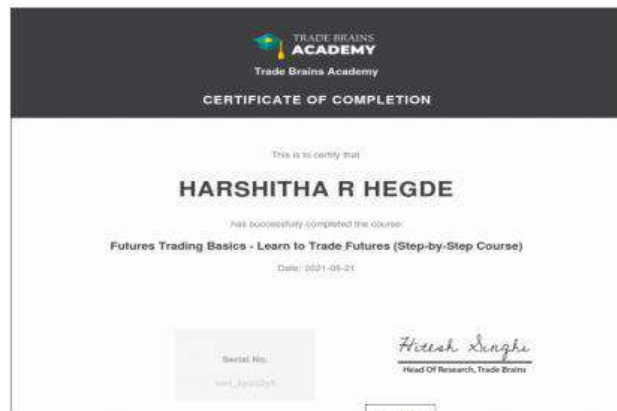 TRADE BRAINS
ACADEMY
Trade Brains Academy
CERTIFICATE OF COMPLETION
This is to certify that
HARSHITHA R HEGDE
has successfully completed the course:
Futures Trading Basics - Learn to Trade Futures (Step-by-Step Course)
Date: 2021-05-21
Hitesh Singhi
Head Of Research, Trade Brains
Serial No.